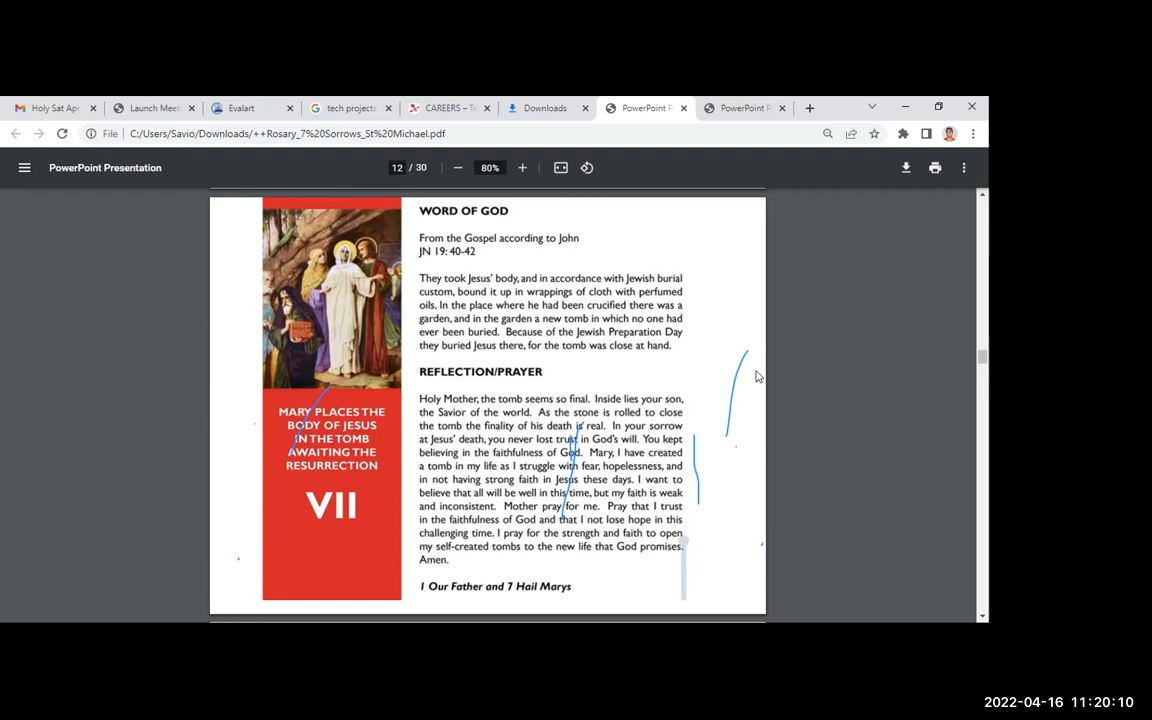 Holy Sat Apr
Launch Meet
Evalart
tech projects
CAREERS – Te
Downloads
PowerPoint P
PowerPoint P
File
C:/Users/Savio/Downloads/++Rosary_7%20Sorrows_St%20Michael.pdf
PowerPoint Presentation
12 / 30
80%
WORD OF GOD
From the Gospel according to John
JN 19: 40-42
They took Jesus' body, and in accordance with Jewish burial
custom, bound it up in wrappings of cloth with perfumed
oils. In the place where he had been crucified there was a
garden, and in the garden a new tomb in which no one had
ever been buried. Because of the Jewish Preparation Day
they buried Jesus there, for the tomb was close at hand.
REFLECTION/PRAYER
Holy Mother, the tomb seems so final. Inside lies your son,
the Savior of the world. As the stone is rolled to close
the tomb the finality of his death is real. In your sorrow
at Jesus' death, you never lost trust in God's will. You kept
believing in the faithfulness of God. Mary, I have created
a tomb in my life as I struggle with fear, hopelessness, and
in not having strong faith in Jesus these days. I want to
believe that all will be well in this time, but my faith is weak
and inconsistent. Mother pray for me. Pray that I trust
in the faithfulness of God and that I not lose hope in this
challenging time. I pray for the strength and faith to open
my self-created tombs to the new life that God promises.
Amen.
1 Our Father and 7 Hail Marys
MARY PLACES THE
BODY OF JESUS
IN THE TOMB
AWAITING THE
RESURRECTION
VII
2022-04-16 11:20:10